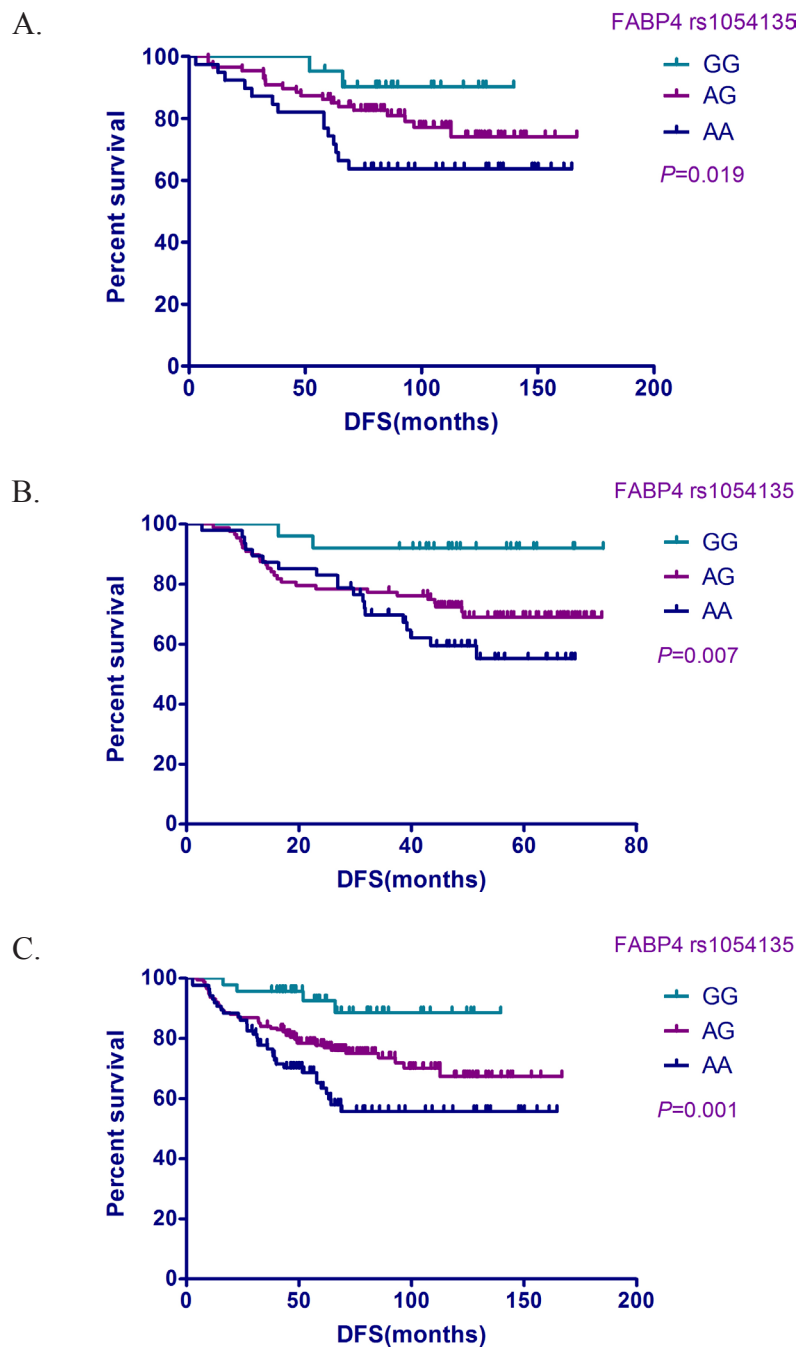 A.
FABP4 rs1054135
GG
AG
AA
P=0.019
Percent survival
100
80
60
40
20
0
0 50 100 150 200
DFS(months)
B.
FABP4 rs1054135
GG
AG
AA
P=0.007
Percent survival
100
80
60
40
20
0
0 20 40 60 80
DFS(months)
C.
FABP4 rs1054135
GG
AG
AA
P=0.001
Percent survival
100
80
60
40
20
0
0 50 100 150 200
DFS(months)